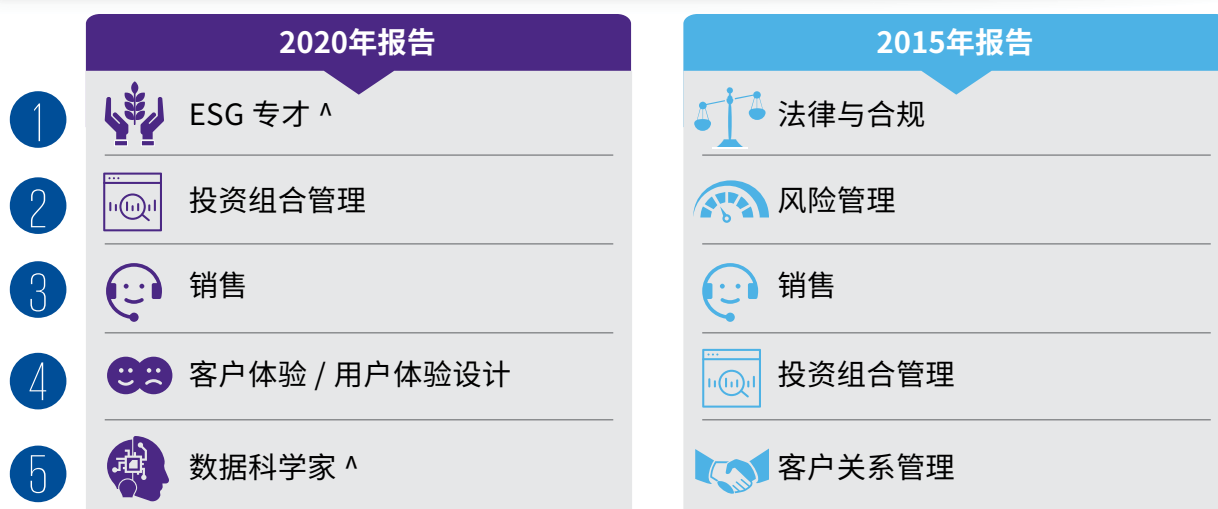 2020年报告
2015年报告
1
ESG 专才 ^
法律与合规
2
投资组合管理
风险管理
3
销售
销售
4
客户体验 / 用户体验设计
投资组合管理
5
数据科学家 ^
客户关系管理